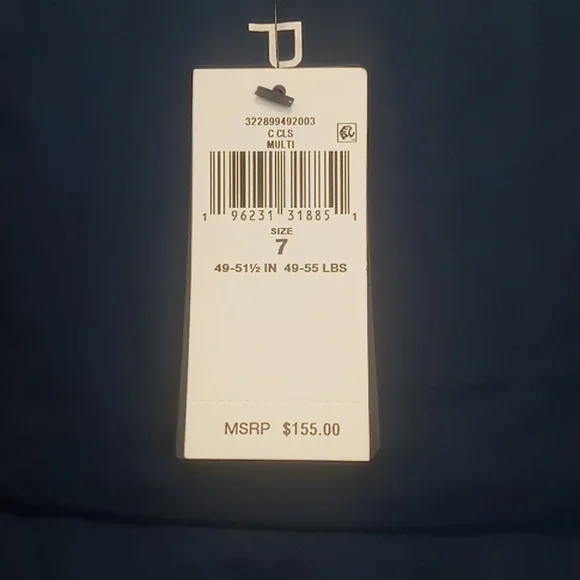 322899492003
C CLS
MULTI
1 96231 31885 1
SIZE
7
49-51½ IN 49-55 LBS
MSRP $155.00